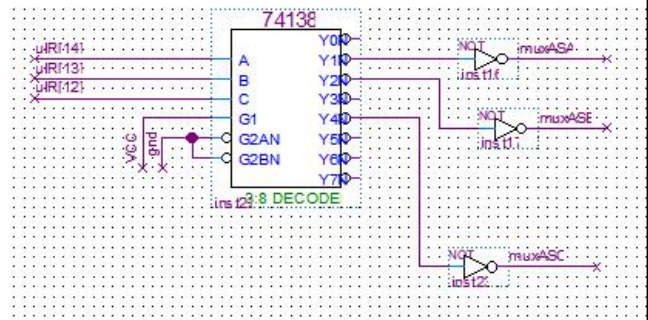 74138
uIR[14]
uIR[13]
uIR[12]
A
B
C
G1
G2AN
G2BN
VCC
gnd
Y0N
Y1N
Y2N
Y3N
Y4N
Y5N
Y6N
Y7N
3:8 DECODE
NOT
muxASA
inst16
NOT
NOT
muxASC